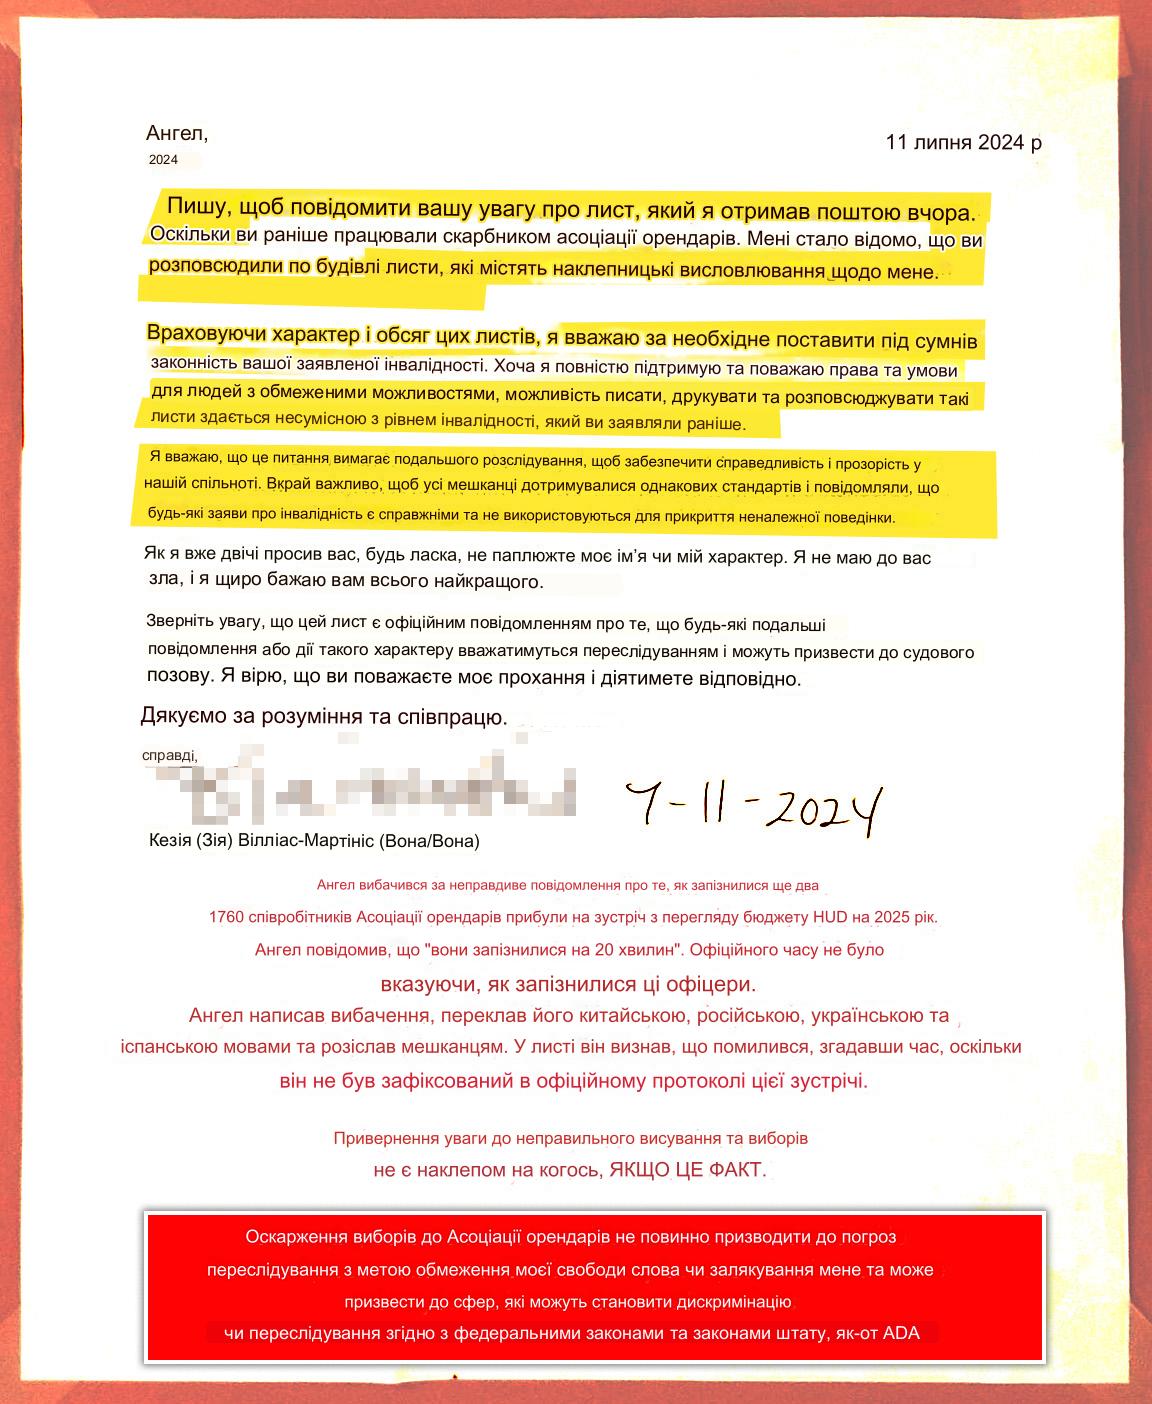 Ангел,
11 липня 2024 р
2024
Пишу, щоб повідомити вашу увагу про лист, який я отримав поштою вчора.
Оскільки ви раніше працювали скарбником асоціації орендарів. Мені стало відомо, що ви
розповсюдили по будівлі листи, які містять наклепницькі висловлювання щодо мене.
Враховуючи характер і обсяг цих листів, я вважаю за необхідне поставити під сумнів
законність вашої заявленої інвалідності. Хоча я повністю підтримую та поважаю права та умови
для людей з обмеженими можливостями, можливість писати, друкувати та розповсюджувати такі
листи здається несумісною з рівнем інвалідності, який ви заявляли раніше.
Я вважаю, що це питання вимагає подальшого розслідування, щоб забезпечити справедливість і прозорість у
нашій спільноті. Вкрай важливо, щоб усі мешканці дотримувалися однакових стандартів і повідомляли, що
будь-які заяви про інвалідність є справжніми та не використовуються для прикриття неналежної поведінки.
Як я вже двічі просив вас, будь ласка, не паплюжте моє ім’я чи мій характер. Я не маю до вас
зла, і я щиро бажаю вам всього найкращого.
Зверніть увагу, що цей лист є офіційним повідомленням про те, що будь-які подальші
повідомлення або дії такого характеру вважатимуться переслідуванням і можуть призвести до судового
позову. Я вірю, що ви поважаєте моє прохання і діятимете відповідно.
Дякуємо за розуміння та співпрацю.
справді,
7-11-2024
Кезія (Зія) Вілліас-Мартініс (Вона/Вона)
Ангел вибачився за неправдиве повідомлення про те, як запізнилися ще два
1760 співробітників Асоціації орендарів прибули на зустріч з перегляду бюджету HUD на 2025 рік.
Ангел повідомив, що "вони запізнилися на 20 хвилин". Офіційного часу не було
вказуючи, як запізнилися ці офіцери.
Ангел написав вибачення, переклав його китайською, російською, українською та
іспанською мовами та розіслав мешканцям. У листі він визнав, що помилився, згадавши час, оскільки
він не був зафіксований в офіційному протоколі цієї зустрічі.
Привернення уваги до неправильного висування та виборів
не є наклепом на когось, ЯКЩО ЦЕ ФАКТ.
Оскарження виборів до Асоціації орендарів не повинно призводити до погроз
переслідування з метою обмеження моєї свободи слова чи залякування мене та може
призвести до сфер, які можуть становити дискримінацію
чи переслідування згідно з федеральними законами та законами штату, як-от ADA